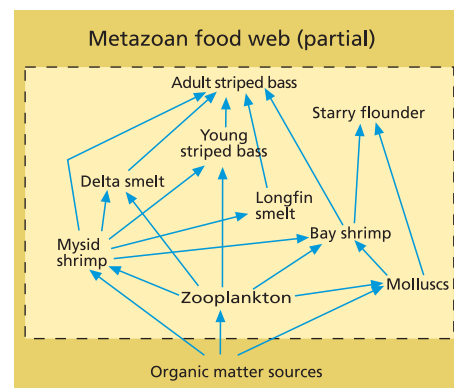 Metazoan food web (partial)
Adult striped bass
Starry flounder
Young
striped bass
Delta smelt
Longfin
smelt
Bay shrimp
Mysid
shrimp
Zooplankton
Molluscs
Organic matter sources